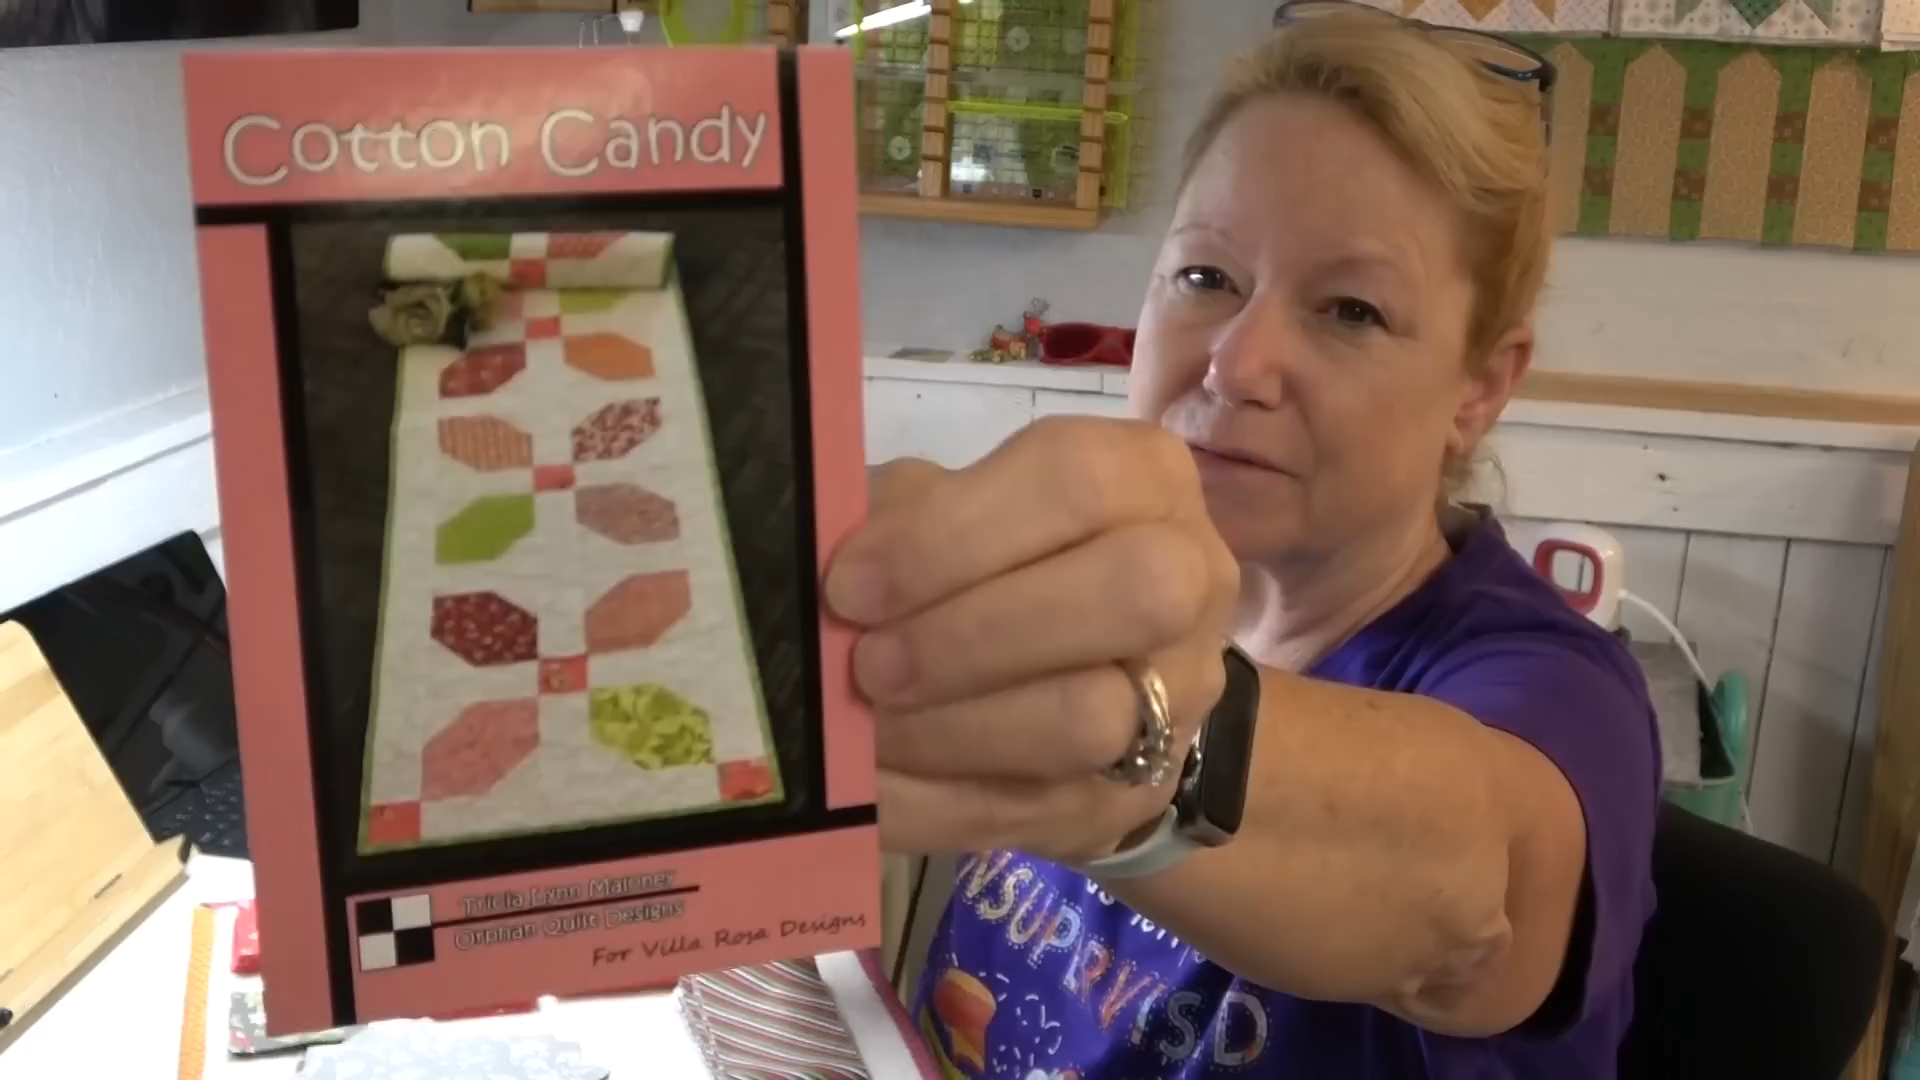 Cotton Candy
Tricia Lynn Maloney
Orphan Quilt Designs
For Villa Rosa Designs